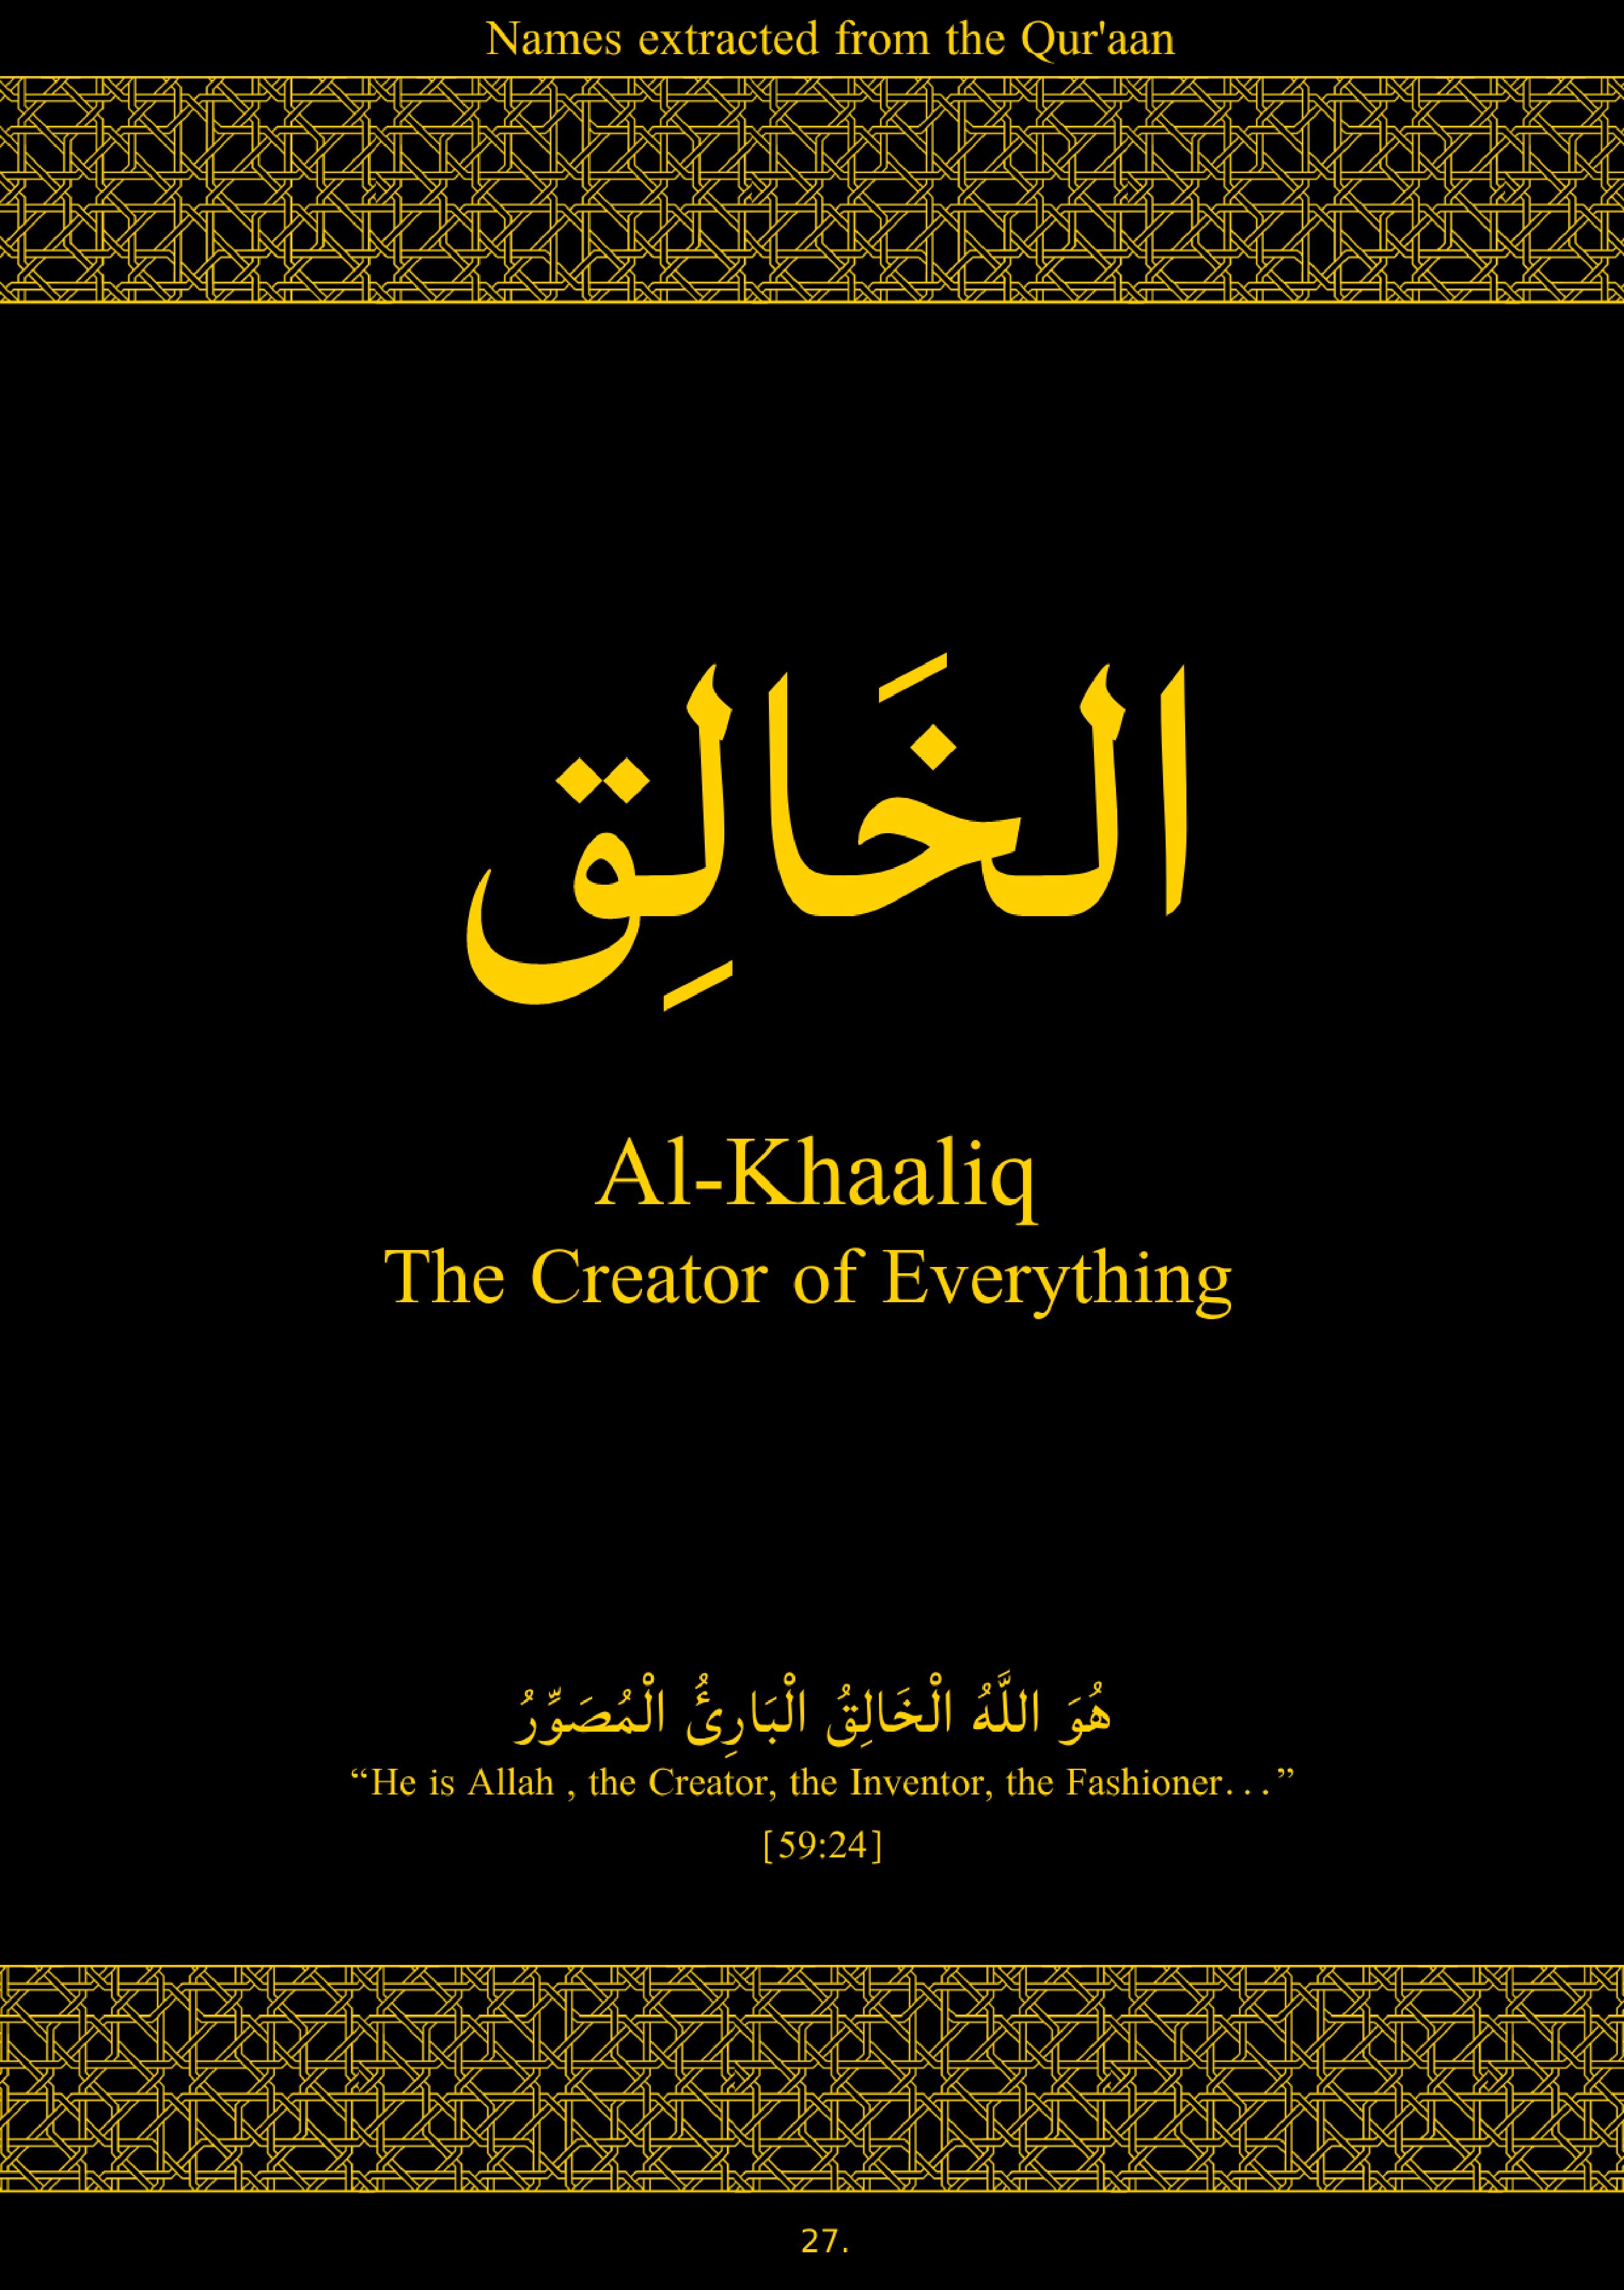 Names extracted from the Qur'aan
الخَالِق
Al-Khaaliq
The Creator of Everything
هُوَ اللَّهُ الْخَالِقُ الْبَارِئُ الْمُصَوِّرُ
“He is Allah , the Creator, the Inventor, the Fashioner…”
[59:24]
27.